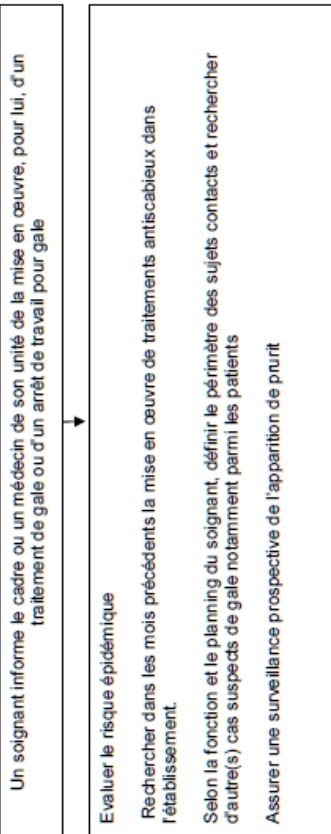 Un soignant informe le cadre ou un médecin de son unité de la mise en œuvre, pour lui, d'un
traitement de gale ou d'un arrêt de travail pour gale
Evaluer le risque épidémique
Rechercher dans les mois précédents la mise en œuvre de traitements antiscabieux dans
l'établissement.
Selon la fonction et le planning du soignant, définir le périmètre des sujets contacts et rechercher
d'autre(s) cas suspects de gale notamment parmi les patients
Assurer une surveillance prospective de l'apparition de prurit